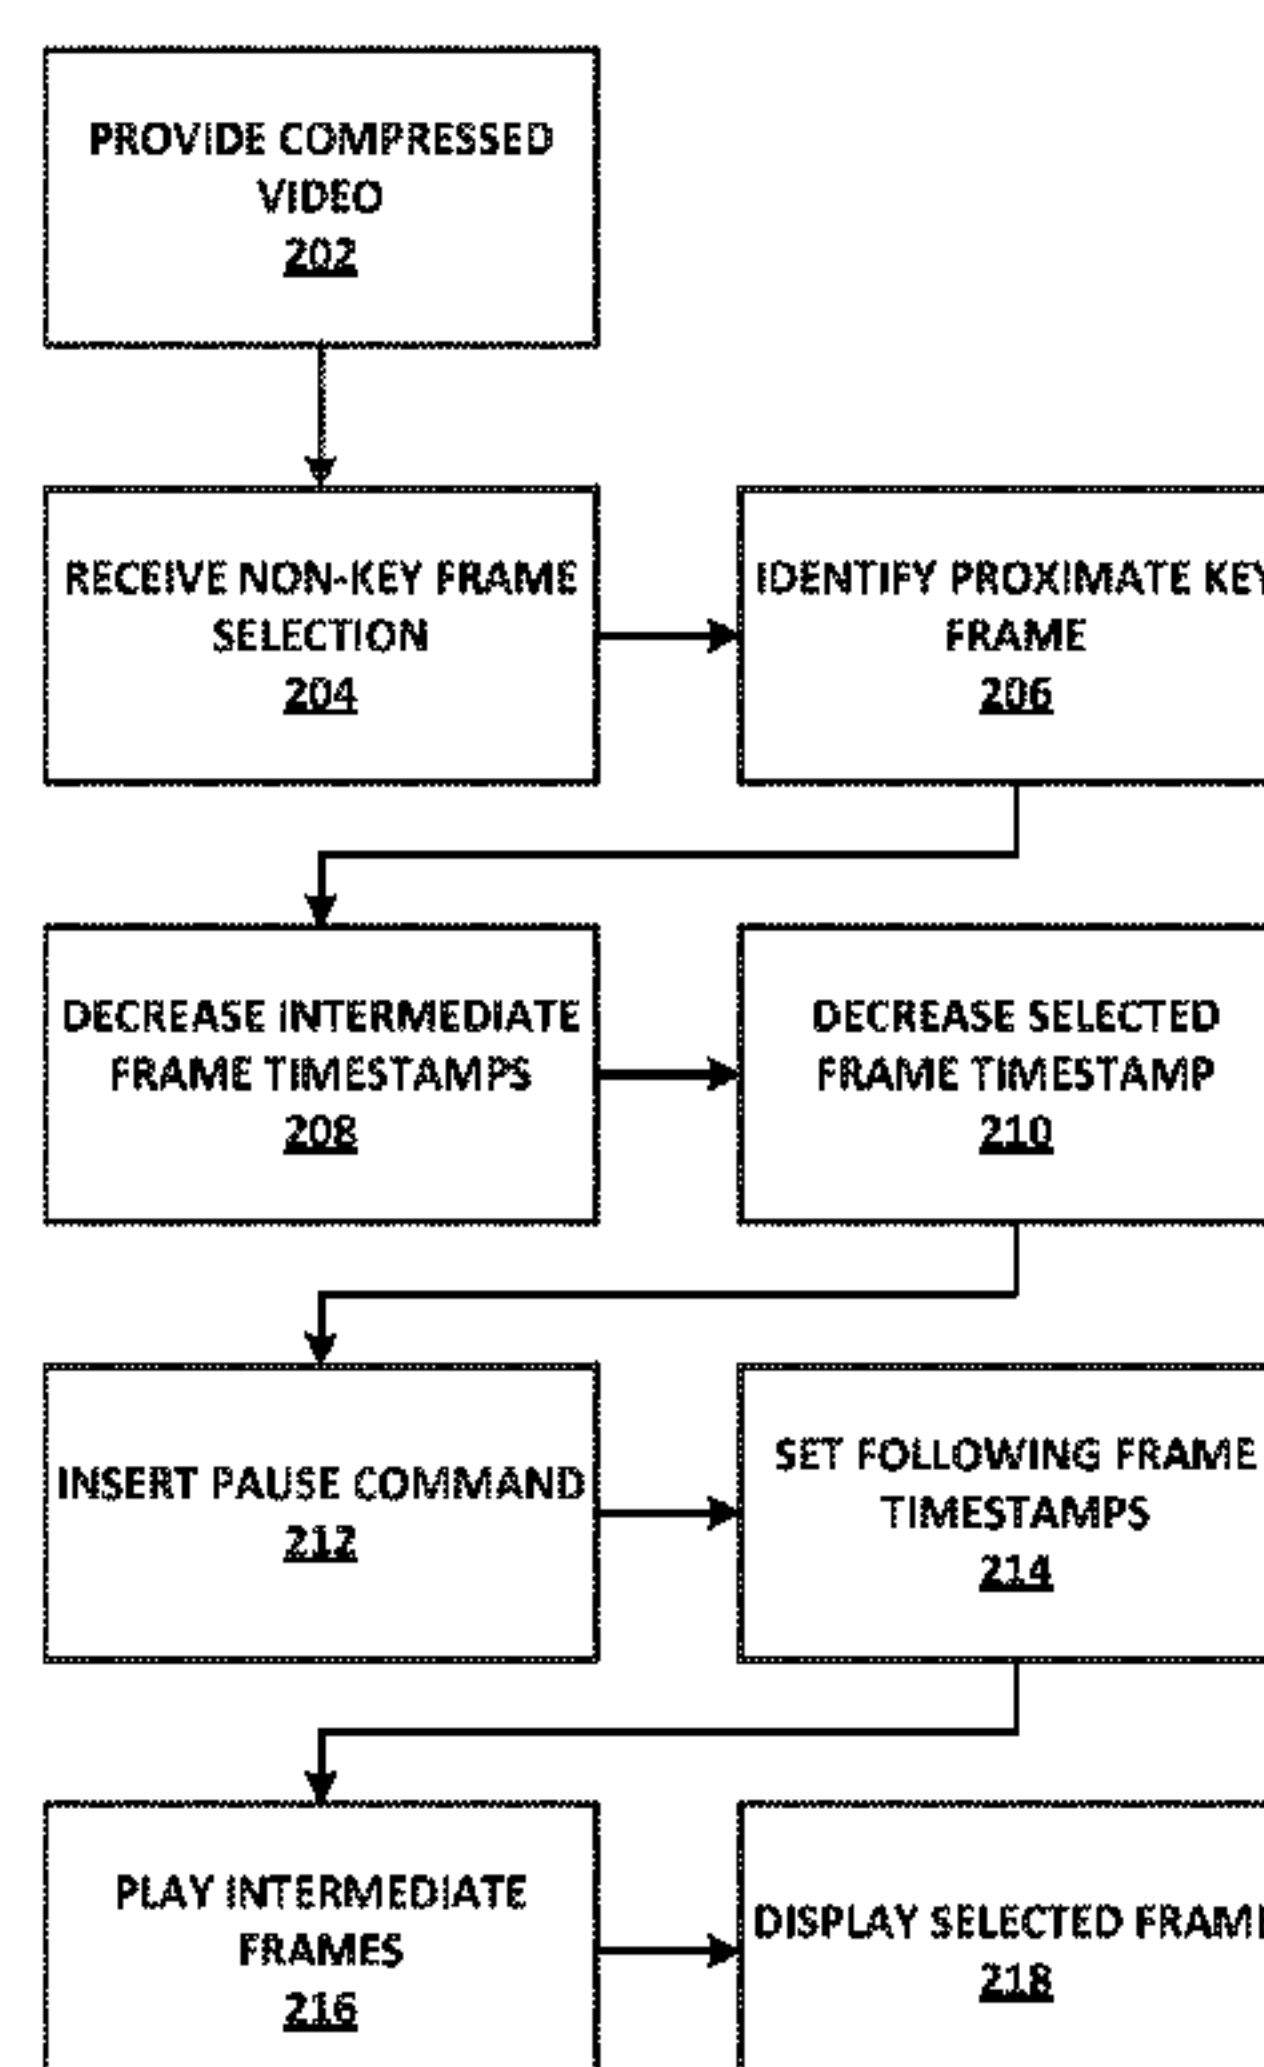 PROVIDE COMPRESSED
VIDEO
202
RECEIVE NON-KEY FRAME
SELECTION
204
IDENTIFY PROXIMATE KEY
FRAME
206
DECREASE INTERMEDIATE
FRAME TIMESTAMPS
208
DECREASE SELECTED
FRAME TIMESTAMP
210
INSERT PAUSE COMMAND
212
SET FOLLOWING FRAME
TIMESTAMPS
214
PLAY INTERMEDIATE
FRAMES
216
DISPLAY SELECTED FRAME
218